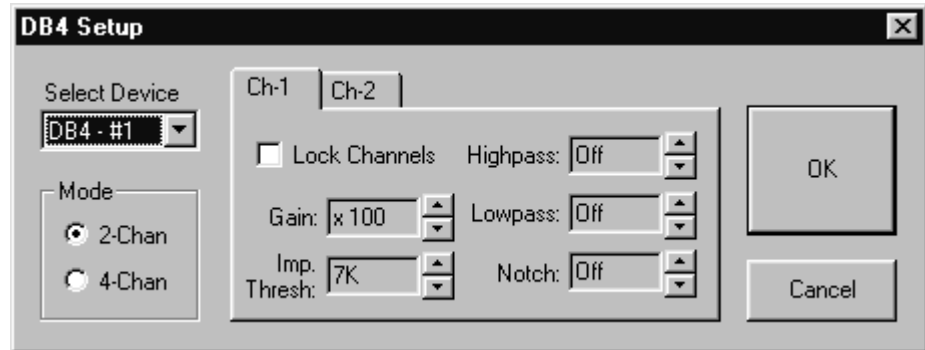 DB4 Setup
Select Device
DB4 - #1
Mode
2-Chan
4-Chan
Ch-1
Ch-2
Lock Channels
Gain: x 100
Imp. Thresh: 7K
Highpass: Off
Lowpass: Off
Notch: Off
OK
Cancel